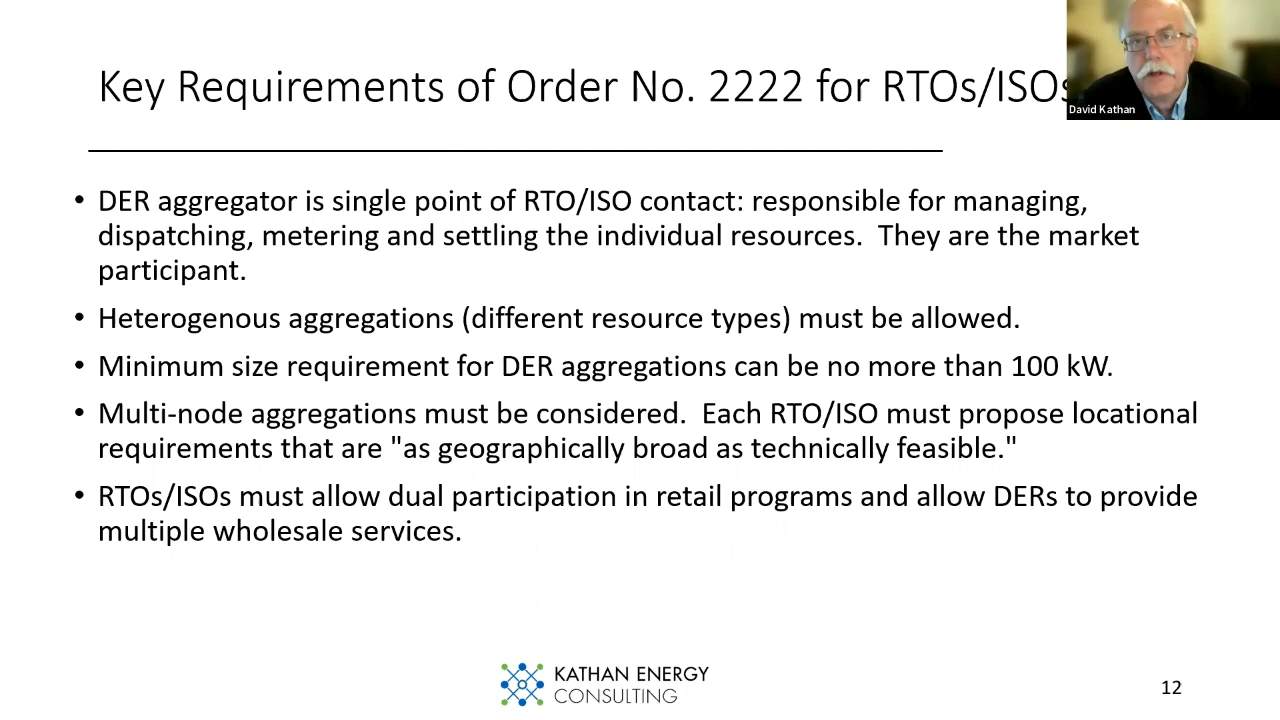 Key Requirements of Order No. 2222 for RTOs/ISOs
David Kathan
• DER aggregator is single point of RTO/ISO contact: responsible for managing,
dispatching, metering and settling the individual resources.  They are the market
participant.
• Heterogenous aggregations (different resource types) must be allowed.
• Minimum size requirement for DER aggregations can be no more than 100 kW.
• Multi-node aggregations must be considered.  Each RTO/ISO must propose locational
requirements that are "as geographically broad as technically feasible."
• RTOs/ISOs must allow dual participation in retail programs and allow DERs to provide
multiple wholesale services.
KATHAN ENERGY
CONSULTING
12